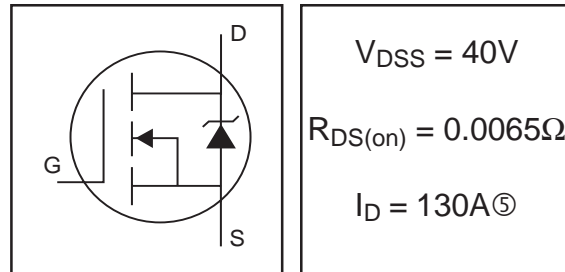 D
G
S
VDSS = 40V
RDS(on) = 0.0065Ω
ID = 130A⑤